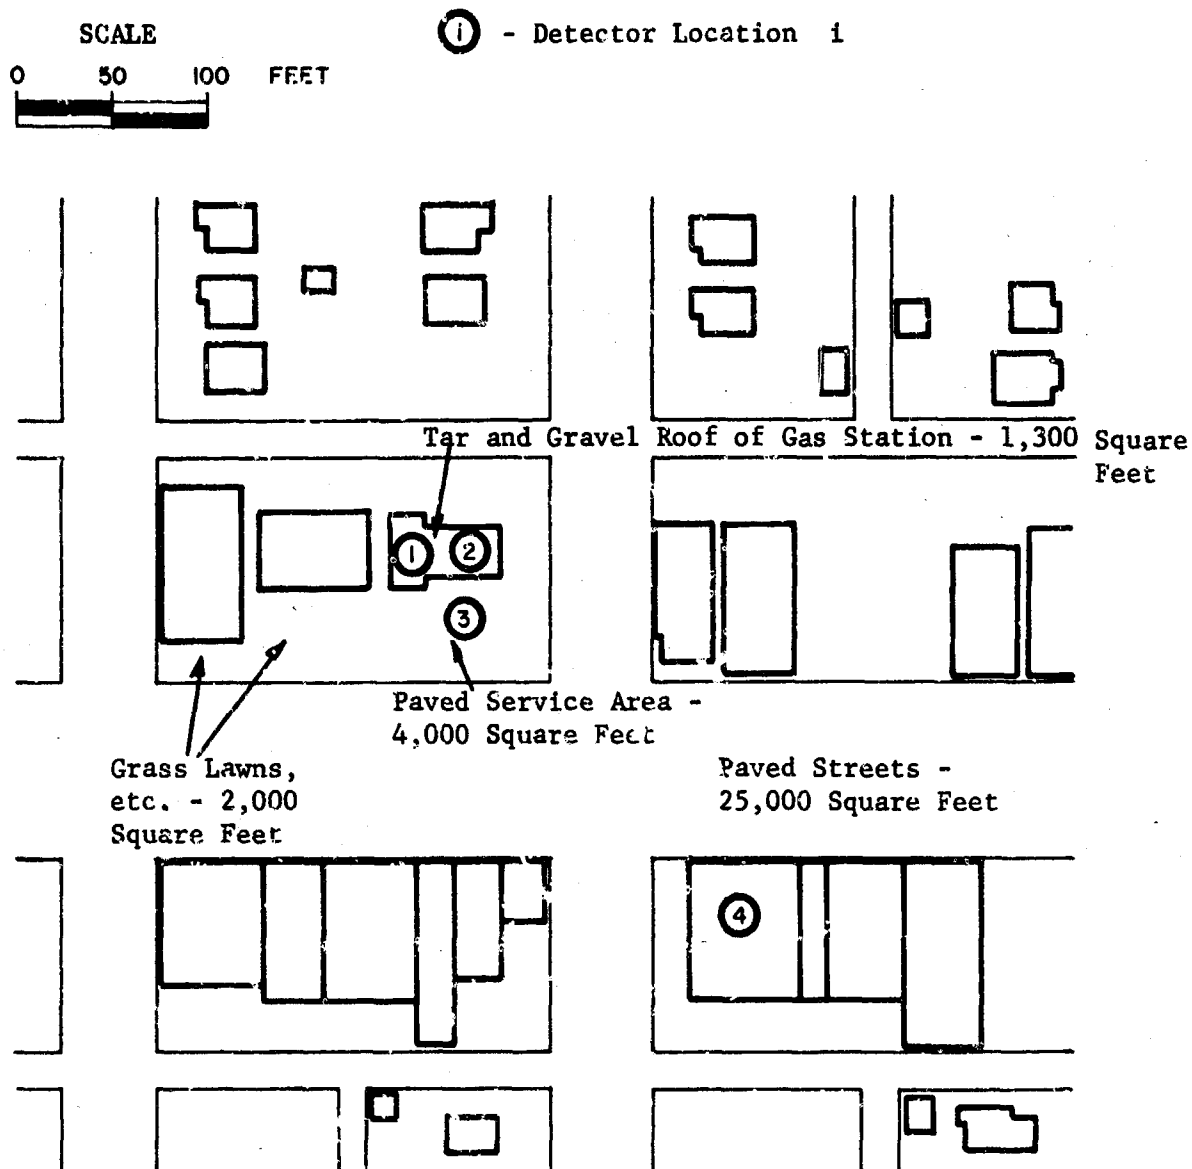 SCALE
0 50 100 FEET
i - Detector Location i
Tar and Gravel Roof of Gas Station - 1,300 Square
Feet
1
2
3
Paved Service Area -
4,000 Square Feet
Grass Lawns,
etc. - 2,000
Square Feet
Paved Streets -
25,000 Square Feet
4